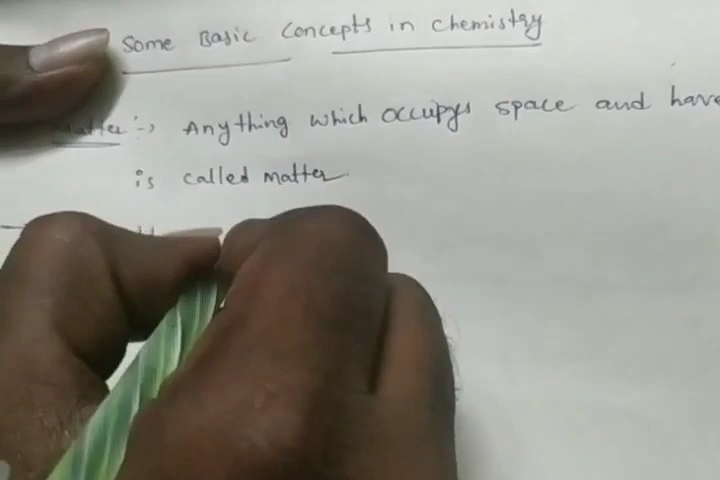 Some Basic Concepts in Chemistry
Matter :-> Anything which occupys space and have
is called matter